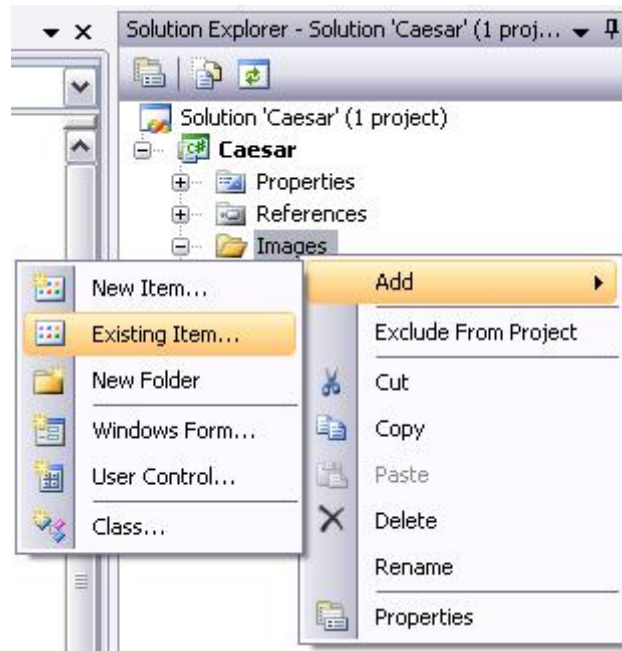 Solution Explorer - Solution 'Caesar' (1 proj...
Solution 'Caesar' (1 project)
Caesar
Properties
References
Images
New Item...
Existing Item...
New Folder
Windows Form...
User Control...
Class...
Add
Exclude From Project
Cut
Copy
Paste
Delete
Rename
Properties